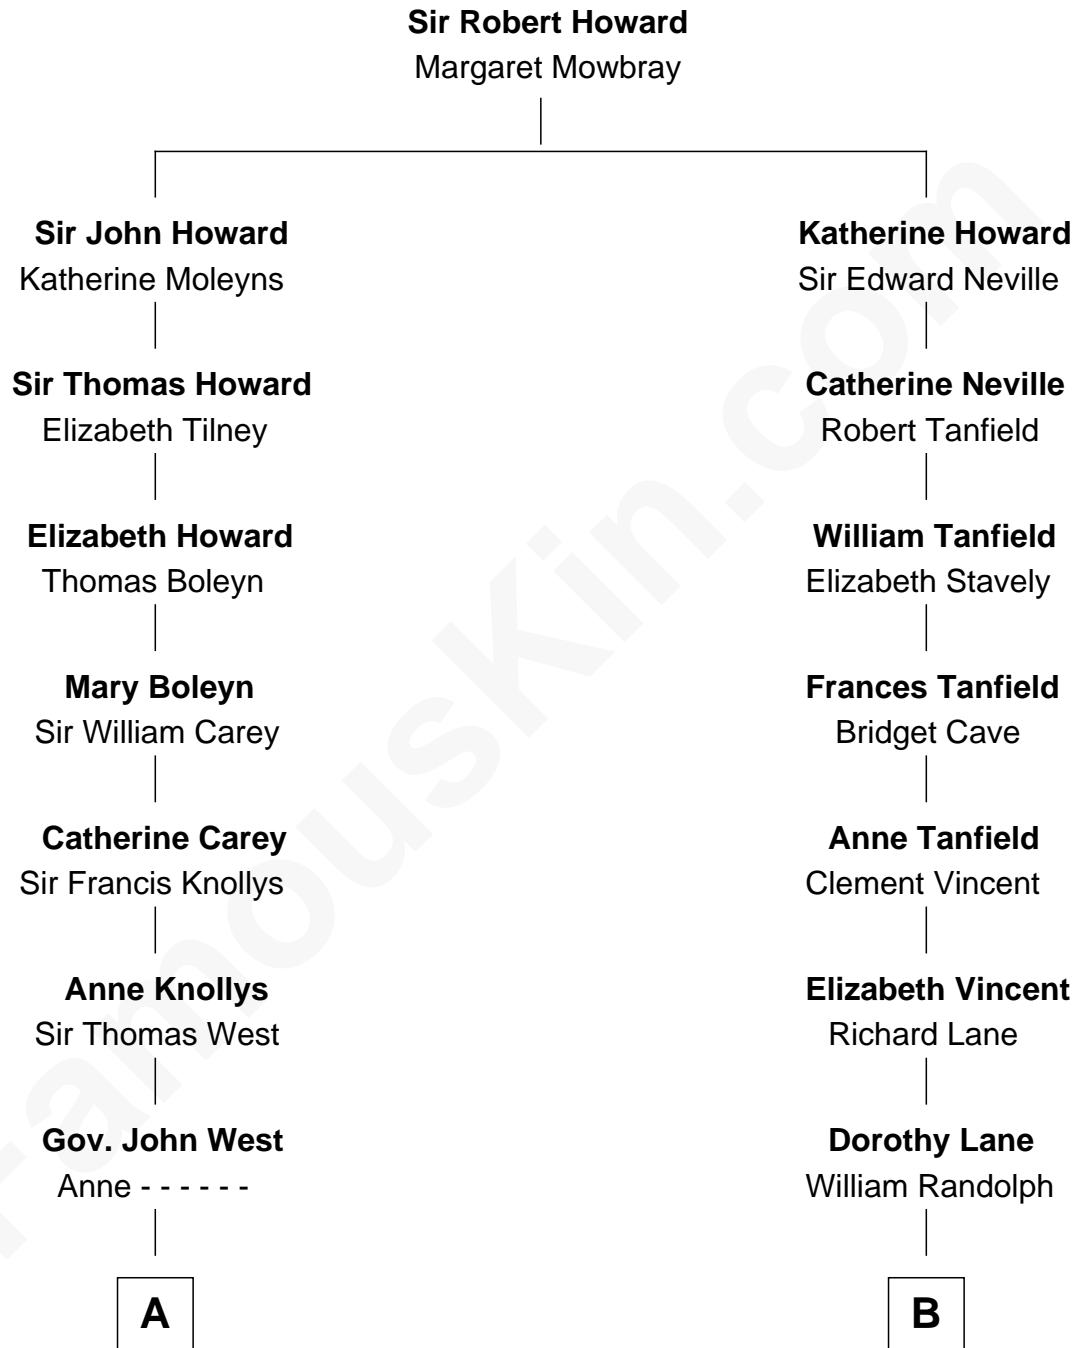 Sir Robert Howard
Margaret Mowbray
Sir John Howard
Katherine Moleyns
Katherine Howard
Sir Edward Neville
Sir Thomas Howard
Elizabeth Tilney
Catherine Neville
Robert Tanfield
Elizabeth Howard
Thomas Boleyn
William Tanfield
Elizabeth Stavely
Mary Boleyn
Sir William Carey
Frances Tanfield
Bridget Cave
Catherine Carey
Sir Francis Knollys
Anne Tanfield
Clement Vincent
Anne Knollys
Sir Thomas West
Elizabeth Vincent
Richard Lane
Gov. John West
Anne - - - - - -
Dorothy Lane
William Randolph
A
B
FamousKin.com